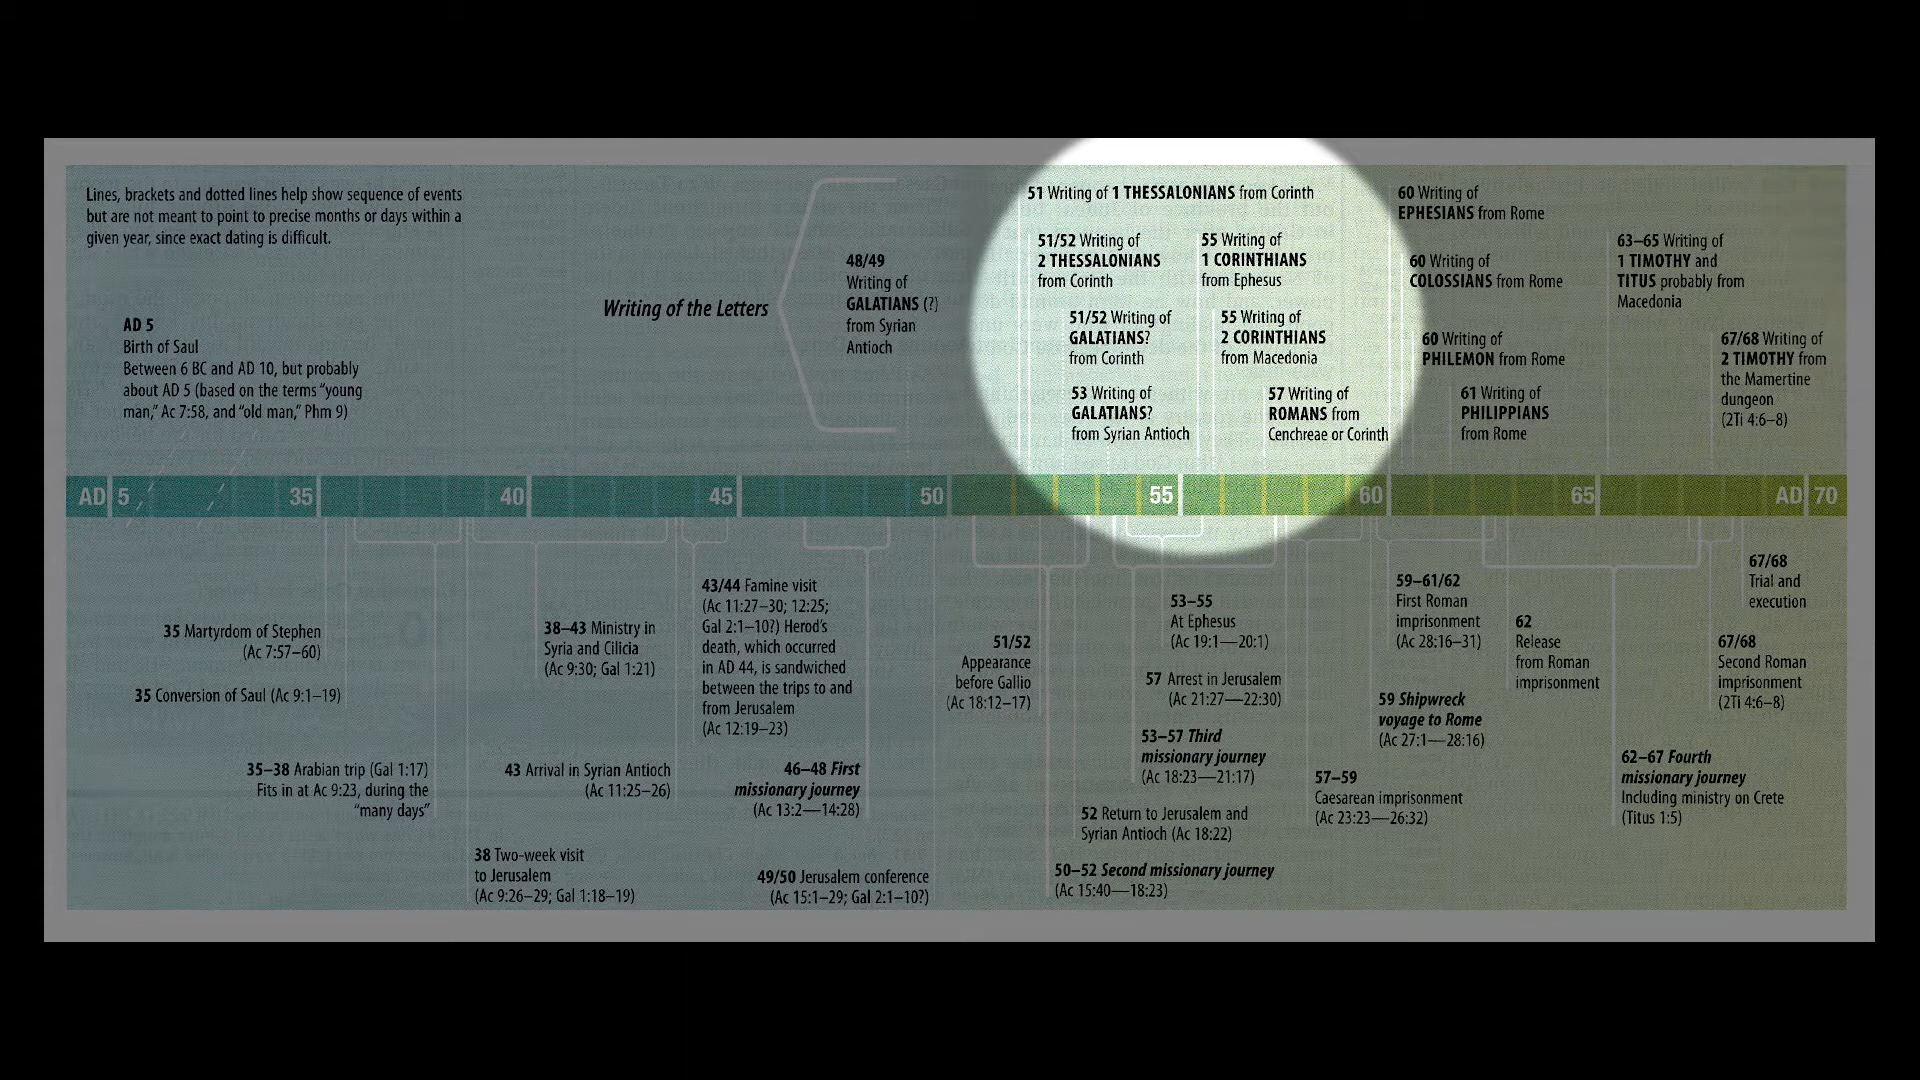 Lines, brackets and dotted lines help show sequence of events
but are not meant to point to precise months or days within a
given year, since exact dating is difficult.
AD 5
Birth of Saul
Between 6 BC and AD 10, but probably
about AD 5 (based on the terms “young
man,” Ac 7:58, and “old man,” Phm 9)
Writing of the Letters
48/49
Writing of
GALATIANS (?)
from Syrian
Antioch
51 Writing of 1 THESSALONIANS from Corinth
51/52 Writing of
2 THESSALONIANS
from Corinth
51/52 Writing of
GALATIANS?
from Corinth
53 Writing of
GALATIANS?
from Syrian Antioch
55 Writing of
1 CORINTHIANS
from Ephesus
55 Writing of
2 CORINTHIANS
from Macedonia
57 Writing of
ROMANS from
Cenchreae or Corinth
60 Writing of
EPHESIANS from Rome
60 Writing of
COLOSSIANS from Rome
60 Writing of
PHILEMON from Rome
61 Writing of
PHILIPPIANS
from Rome
63–65 Writing of
1 TIMOTHY and
TITUS probably from
Macedonia
67/68 Writing of
2 TIMOTHY from
the Mamertine
dungeon
(2Ti 4:6–8)
AD 5 35 40 45 50 55 60 65 AD 70
35 Martyrdom of Stephen
(Ac 7:57–60)
35 Conversion of Saul (Ac 9:1–19)
35–38 Arabian trip (Gal 1:17)
Fits in at Ac 9:23, during the
“many days”
38 Two-week visit
to Jerusalem
(Ac 9:26–29; Gal 1:18–19)
38–43 Ministry in
Syria and Cilicia
(Ac 9:30; Gal 1:21)
43 Arrival in Syrian Antioch
(Ac 11:25–26)
43/44 Famine visit
(Ac 11:27–30; 12:25;
Gal 2:1–10?) Herod’s
death, which occurred
in AD 44, is sandwiched
between the trips to and
from Jerusalem
(Ac 12:19–23)
46–48 First
missionary journey
(Ac 13:2—14:28)
49/50 Jerusalem conference
(Ac 15:1–29; Gal 2:1–10?)
51/52
Appearance
before Gallio
(Ac 18:12–17)
50–52 Second missionary journey
(Ac 15:40—18:23)
52 Return to Jerusalem and
Syrian Antioch (Ac 18:22)
53–57 Third
missionary journey
(Ac 18:23—21:17)
57 Arrest in Jerusalem
(Ac 21:27—22:30)
53–55
At Ephesus
(Ac 19:1—20:1)
57–59
Caesarean imprisonment
(Ac 23:23—26:32)
59 Shipwreck
voyage to Rome
(Ac 27:1—28:16)
59–61/62
First Roman
imprisonment
(Ac 28:16–31)
62
Release
from Roman
imprisonment
62–67 Fourth
missionary journey
Including ministry on Crete
(Titus 1:5)
67/68
Second Roman
imprisonment
(2Ti 4:6–8)
67/68
Trial and
execution